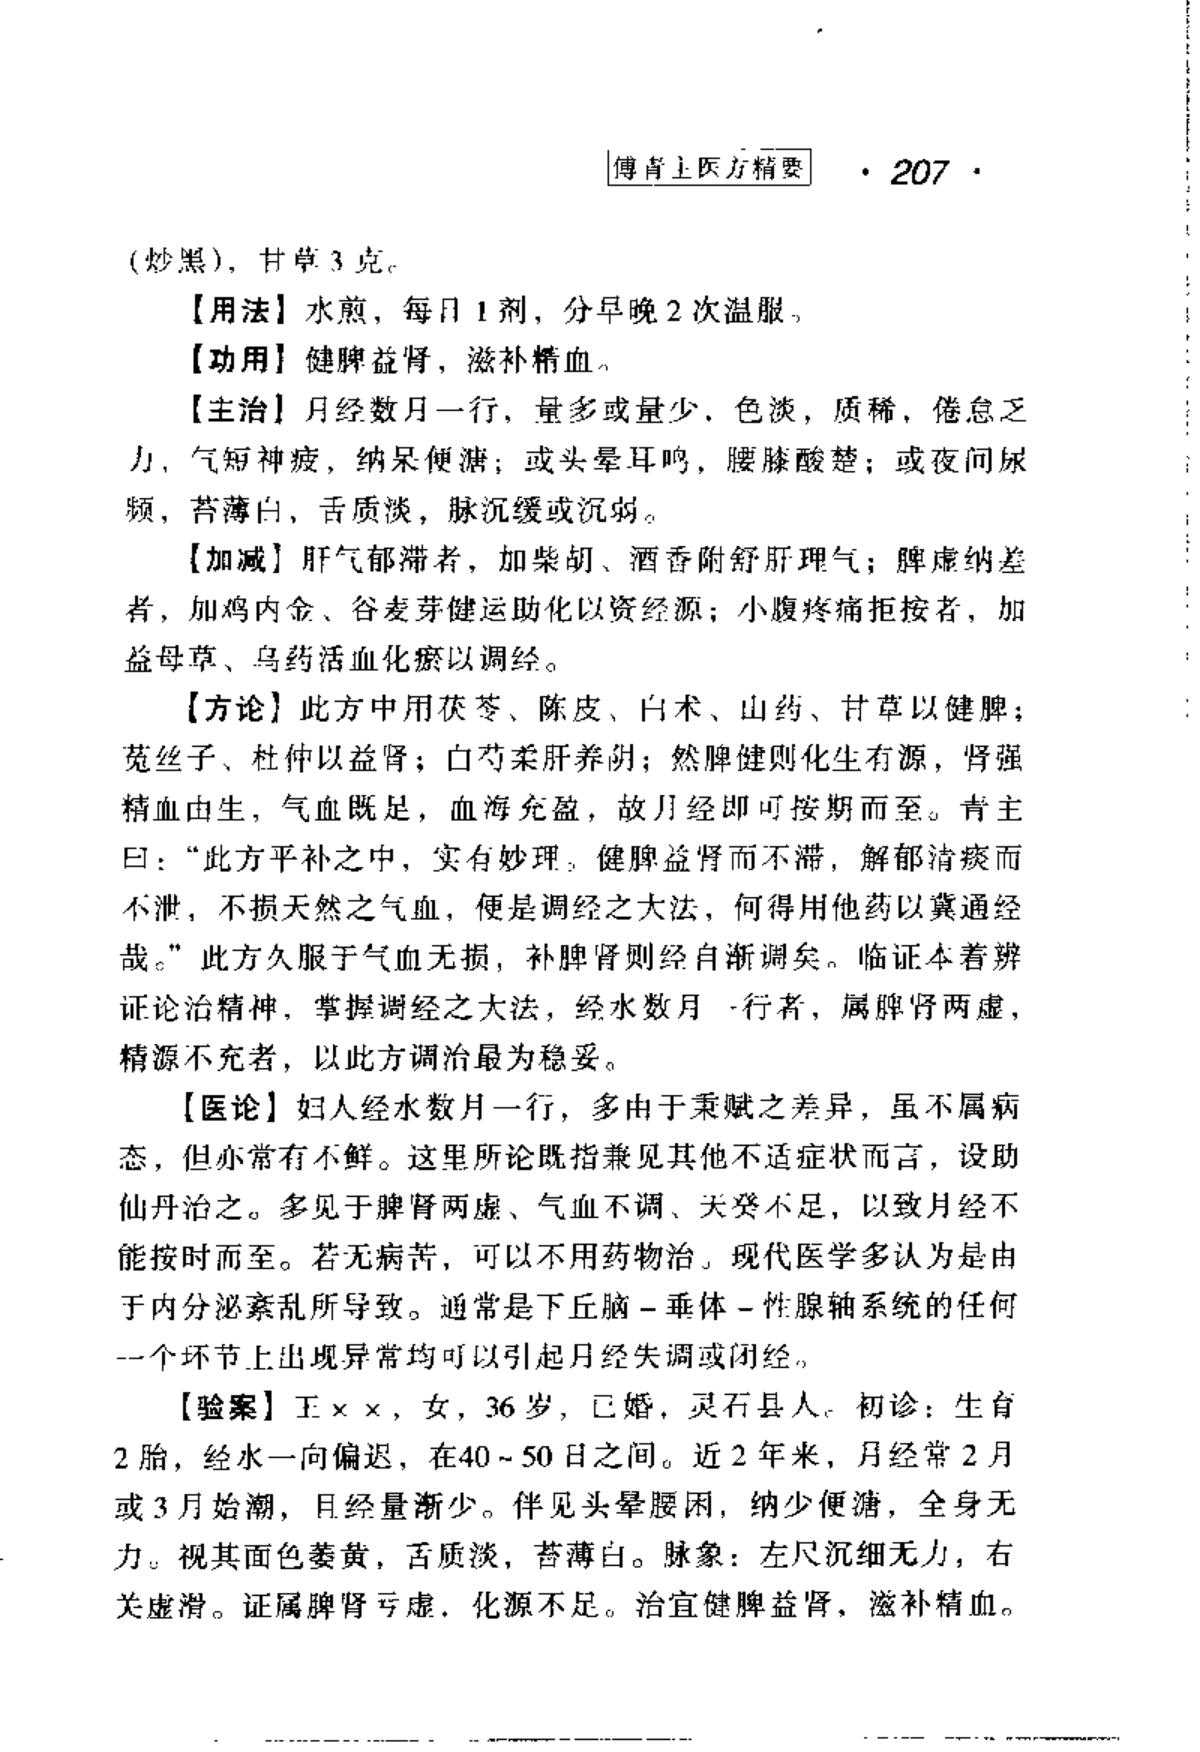 傅青主医方精要 · 207 ·
(炒黑)，甘草 3 克。
【用法】水煎，每日 1 剂，分早晚 2 次温服。
【功用】健脾益肾，滋补精血。
【主治】月经数月一行，量多或量少，色淡，质稀，倦怠乏
力，气短神疲，纳呆便溏；或头晕耳鸣，腰膝酸楚；或夜间尿
频，苔薄白，舌质淡，脉沉缓或沉弱。
【加减】肝气郁滞者，加柴胡、酒香附舒肝理气；脾虚纳差
者，加鸡内金、谷麦芽健运助化以资经源；小腹疼痛拒按者，加
益母草、乌药活血化瘀以调经。
【方论】此方中用茯苓、陈皮、白术、山药、甘草以健脾；
菟丝子、杜仲以益肾；白芍柔肝养阴；然脾健则化生有源，肾强
精血由生，气血既足，血海充盈，故月经即可按期而至。青主
曰：“此方平补之中，实有妙理。健脾益肾而不滞，解郁清痰而
不泄，不损天然之气血，便是调经之大法，何得用他药以冀通经
哉。”此方久服于气血无损，补脾肾则经自渐调矣。临证本着辨
证论治精神，掌握调经之大法，经水数月一行者，属脾肾两虚，
精源不充者，以此方调治最为稳妥。
【医论】妇人经水数月一行，多由于秉赋之差异，虽不属病
态，但亦常有不鲜。这里所论既指兼见其他不适症状而言，设助
仙丹治之。多见于脾肾两虚、气血不调、天癸不足，以致月经不
能按时而至。若无病苦，可以不用药物治。现代医学多认为是由
于内分泌紊乱所导致。通常是下丘脑－垂体－性腺轴系统的任何
一个环节上出现异常均可以引起月经失调或闭经。
【验案】王××，女，36 岁，已婚，灵石县人。初诊：生育
2 胎，经水一向偏迟，在40～50 日之间。近 2 年来，月经常 2 月
或 3 月始潮，且经量渐少。伴见头晕腰困，纳少便溏，全身无
力。视其面色萎黄，舌质淡，苔薄白。脉象：左尺沉细无力，右
关虚滑。证属脾肾亏虚，化源不足。治宜健脾益肾，滋补精血。